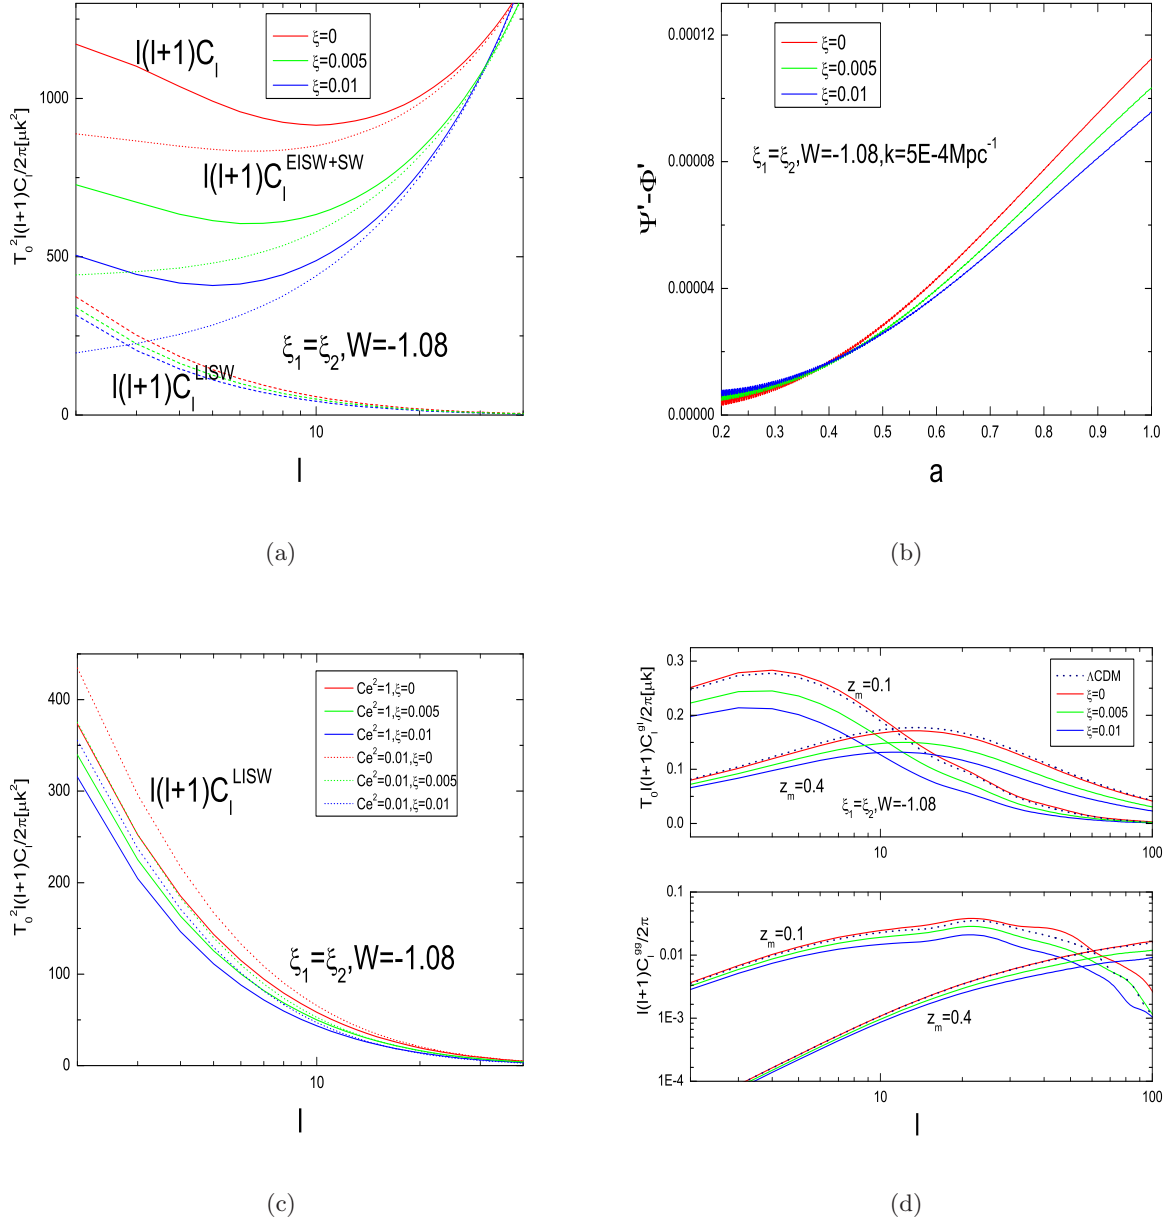 l(l+1)C_l
ξ=0
ξ=0.005
ξ=0.01
T_0^2 l(l+1)C_l/2π[μk^2]
1000
500
0
l(l+1)C_l^{EISW+SW}
ξ_1=ξ_2,W=-1.08
l(l+1)C_l^{LISW}
10
l
(a)
ξ=0
ξ=0.005
ξ=0.01
ξ_1=ξ_2,W=-1.08,k=5E-4Mpc^{-1}
Ψ'-Φ'
0.00012
0.00008
0.00004
0.00000
0.2 0.3 0.4 0.5 0.6 0.7 0.8 0.9 1.0
a
(b)
T_0^2 l(l+1)C_l/2π[μk^2]
400
300
200
100
0
l(l+1)C_l^{LISW}
Ce^2=1,ξ=0
Ce^2=1,ξ=0.005
Ce^2=1,ξ=0.01
Ce^2=0.01,ξ=0
Ce^2=0.01,ξ=0.005
Ce^2=0.01,ξ=0.01
ξ_1=ξ_2,W=-1.08
10
l
(c)
T_0 l(l+1)C_l^{gI}/2π[μk]
0.3
0.2
0.1
0.0
z_m=0.1
z_m=0.4
ΛCDM
ξ=0
ξ=0.005
ξ=0.01
ξ_1=ξ_2,W=-1.08
10 100
l(l+1)C_l^{gg}/2π
0.1
0.01
1E-3
1E-4
z_m=0.1
z_m=0.4
10 100
l
(d)